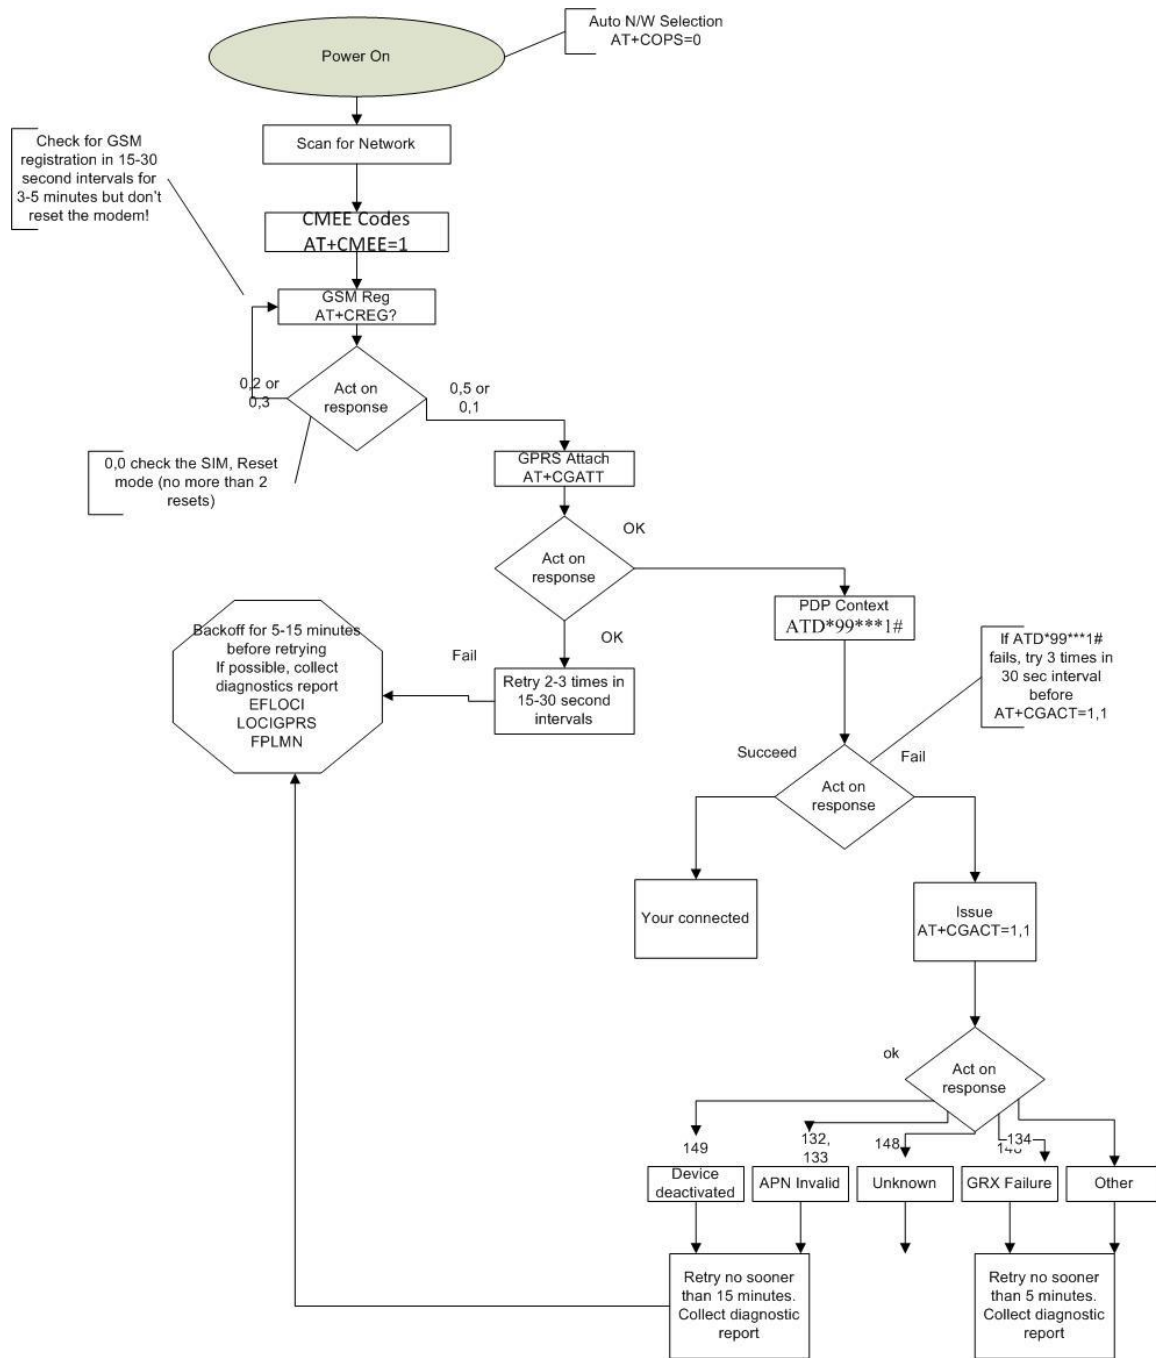 Auto N/W Selection
AT+COPS=0
Power On
Check for GSM
registration in 15-30
second intervals for
3-5 minutes but don't
reset the modem!
Scan for Network
CMEE Codes
AT+CMEE=1
GSM Reg
AT+CREG?
0,2 or
0,3
Act on
response
0,5 or
0,1
0,0 check the SIM, Reset
mode (no more than 2
resets)
GPRS Attach
AT+CGATT
OK
Act on
response
PDP Context
ATD*99***1#
OK
Fail
Retry 2-3 times in
15-30 second
intervals
Backoff for 5-15 minutes
before retrying
If possible, collect
diagnostics report
EFLOCI
LOCIGPRS
FPLMN
If ATD*99***1#
fails, try 3 times in
30 sec interval
before
AT+CGACT=1,1
Succeed
Fail
Act on
response
Your connected
Issue
AT+CGACT=1,1
ok
Act on
response
149
132,
133
148
134
Device
deactivated
APN Invalid
Unknown
GRX Failure
Other
Retry no sooner
than 15 minutes.
Collect diagnostic
report
Retry no sooner
than 5 minutes.
Collect diagnostic
report